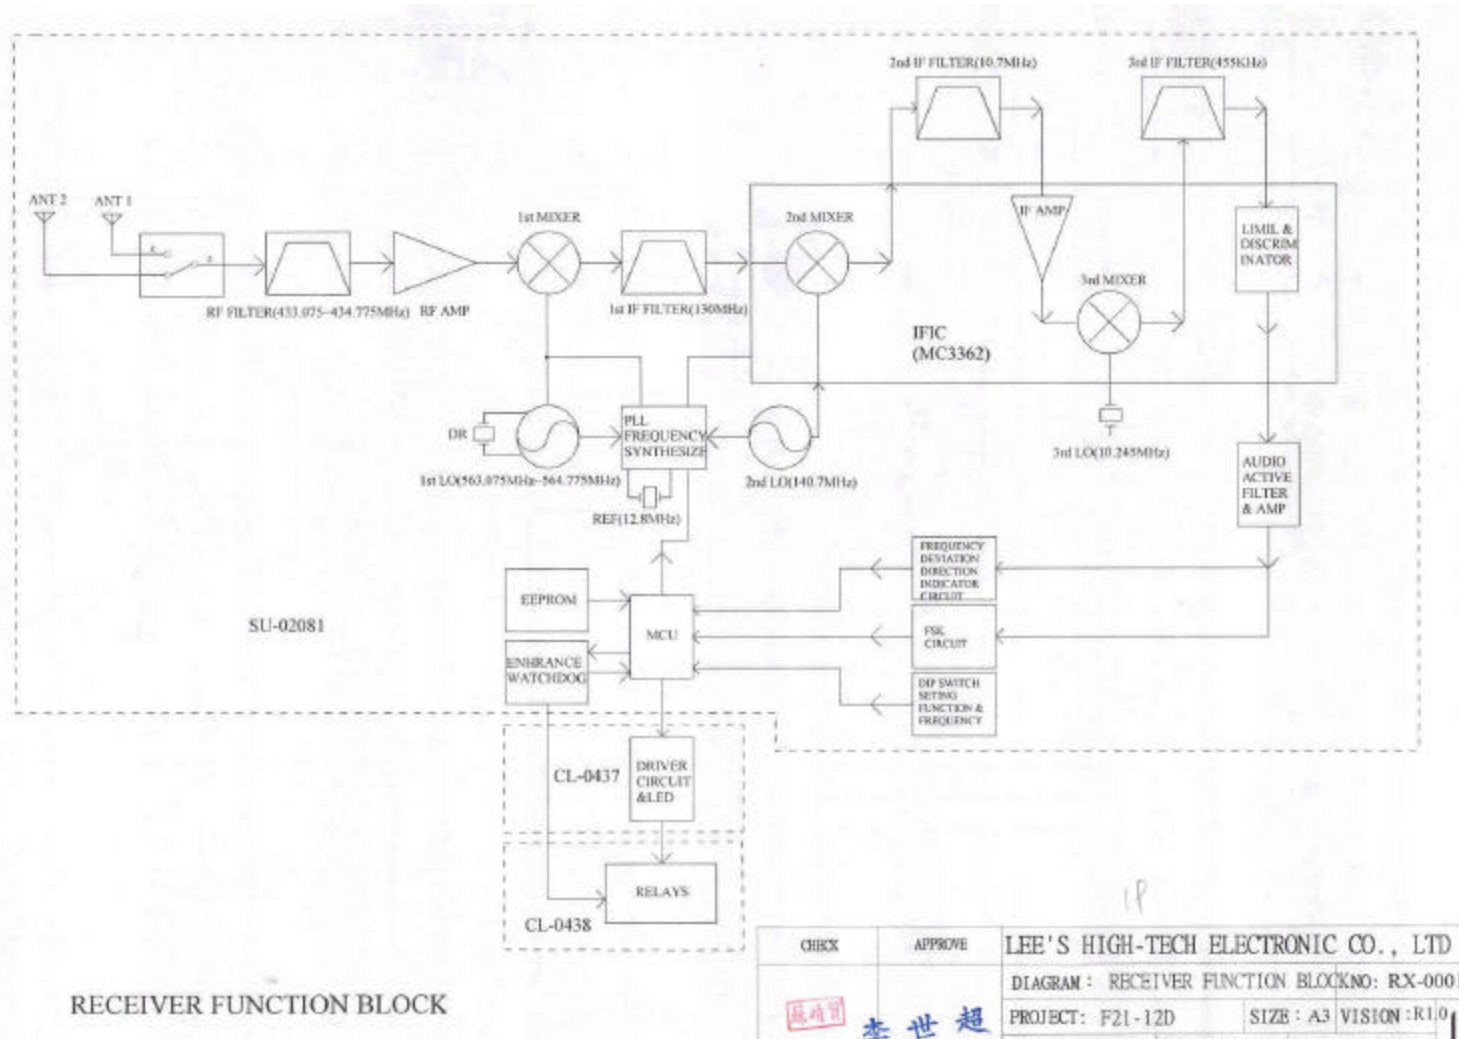 2nd IF FILTER(10.7MHz)
3rd IF FILTER(455KHz)
ANT 2
ANT 1
1st MIXER
2nd MIXER
IF AMP
LIMIL &
DISCRIM
INATOR
3rd MIXER
RF FILTER(433.075~434.775MHz)
RF AMP
1st IF FILTER(130MHz)
IFIC
(MC3362)
DR
PLL
FREQUENCY
SYNTHESIZE
1st LO(563.075MHz~564.775MHz)
2nd LO(140.7MHz)
3rd LO(10.245MHz)
REF(12.8MHz)
AUDIO
ACTIVE
FILTER
& AMP
FREQUENCY
DEVIATION
DIRECTION
INDICATOR
CIRCUIT
EEPROM
SU-02081
MCU
FSK
CIRCUIT
ENHRANCE
WATCHDOG
DIP SWITCH
SETING
FUNCTION &
FREQUENCY
CL-0437
DRIVER
CIRCUIT
&LED
RELAYS
CL-0438
1P
CHECK
APPROVE
LEE'S HIGH-TECH ELECTRONIC CO., LTD
DIAGRAM : RECEIVER FUNCTION BLOCK
NO: RX-0001
RECEIVER FUNCTION BLOCK
李世超
PROJECT: F21-12D
SIZE : A3
VISION :R1.0